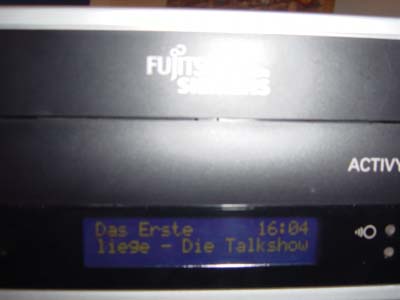 FUJITSU
SIEMENS
ACTIVY
Das Erste 16:04
liege - Die Talkshow